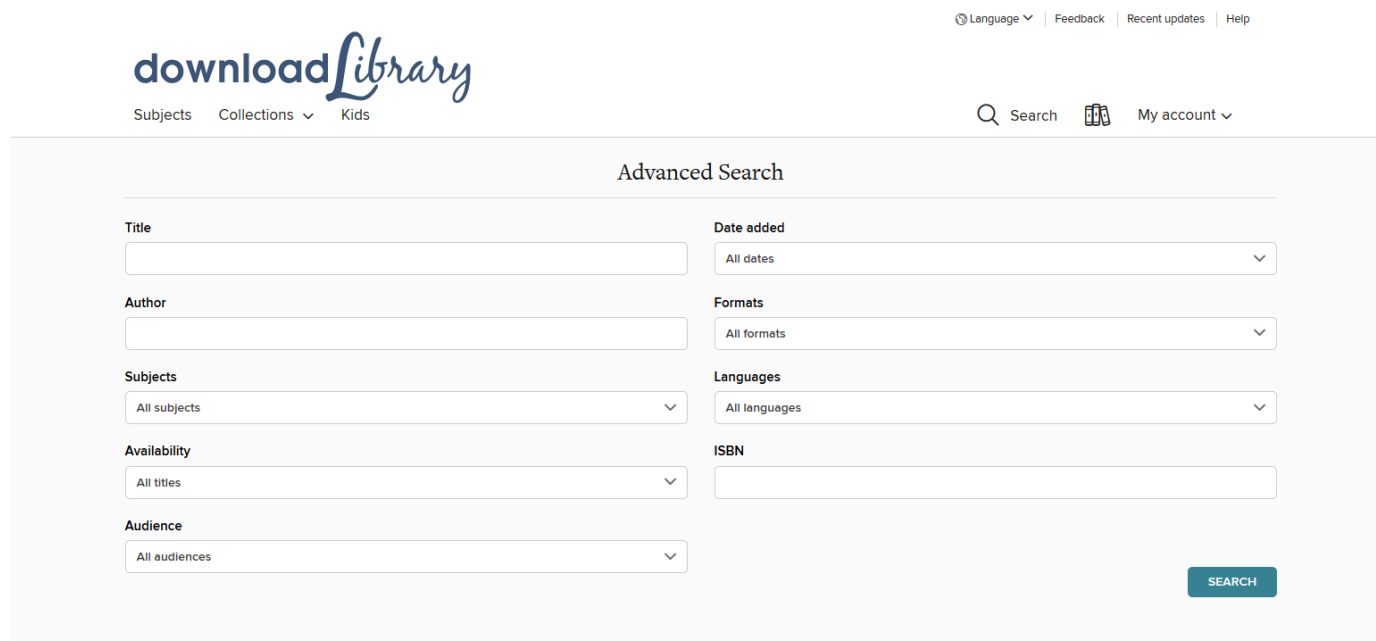 Language Feedback Recent updates Help
downloadLibrary
Subjects Collections Kids Search My account
Advanced Search
Title
Date added
All dates
Author
Formats
All formats
Subjects
All subjects
Languages
All languages
Availability
All titles
ISBN
Audience
All audiences
SEARCH